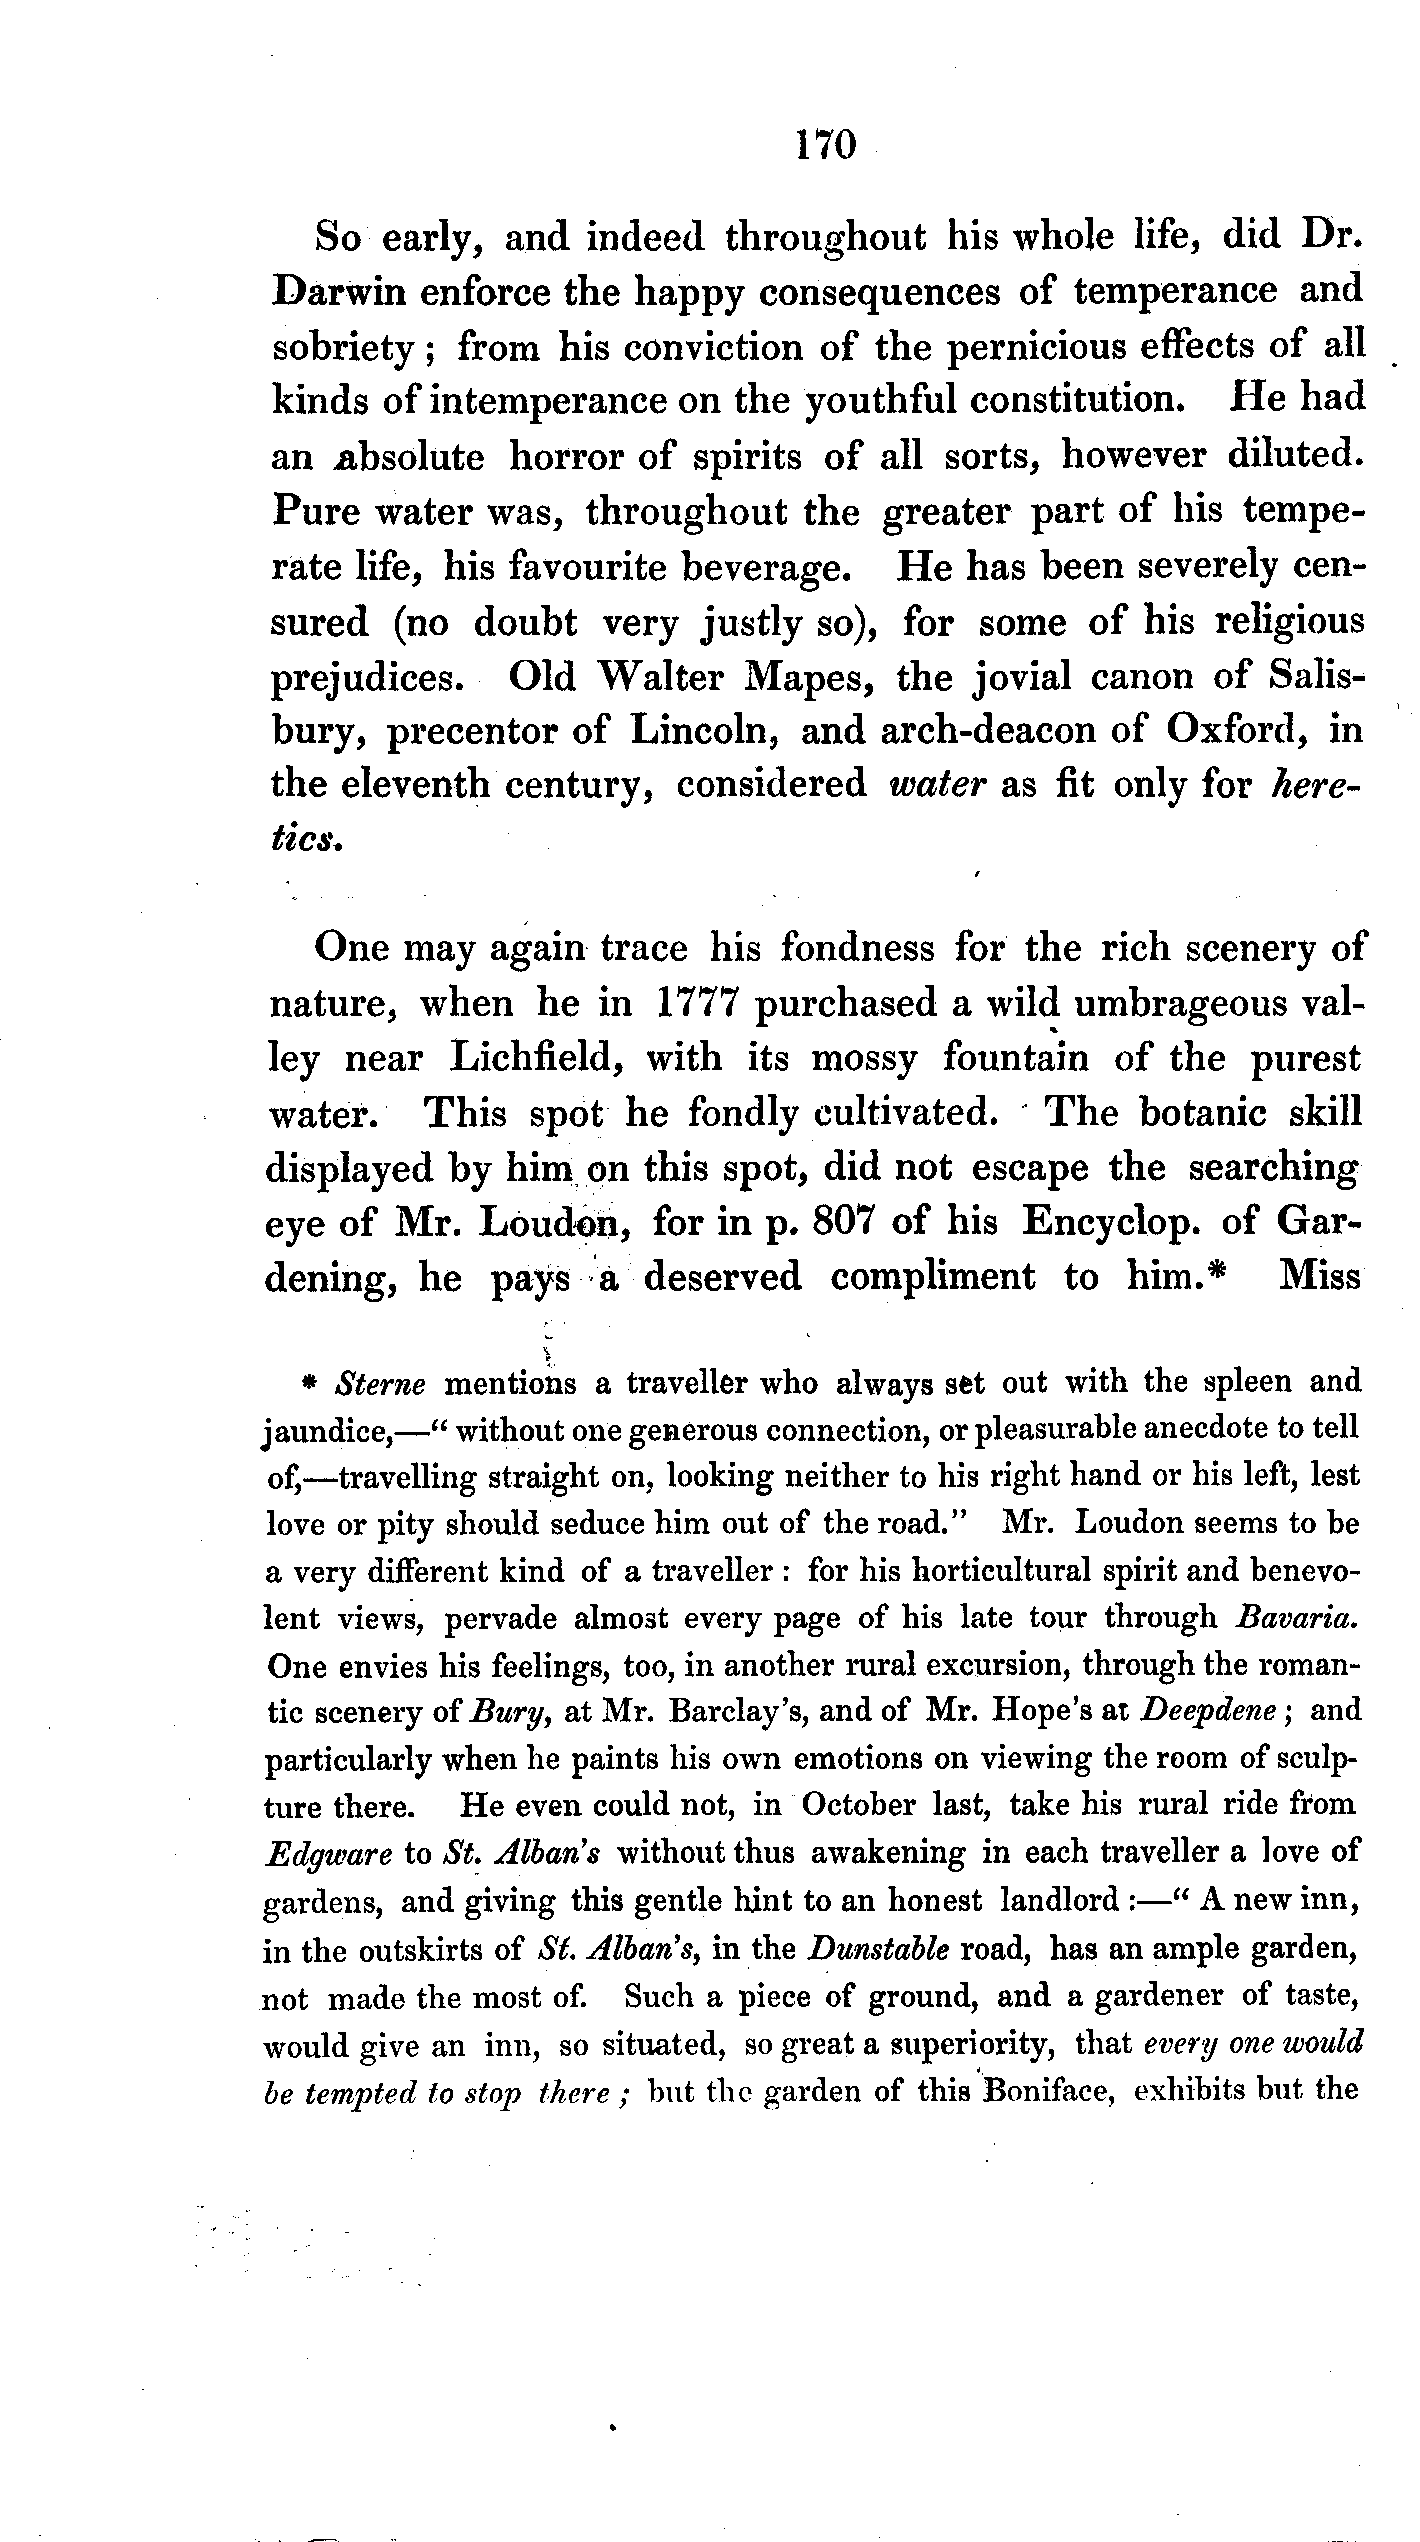 170
So early, and indeed throughout his whole life, did Dr.
Darwin enforce the happy consequences of temperance and
sobriety ; from his conviction of the pernicious effects of all
kinds of intemperance on the youthful constitution. He had
an absolute horror of spirits of all sorts, however diluted.
Pure water was, throughout the greater part of his tempe-
rate life, his favourite beverage. He has been severely cen-
sured (no doubt very justly so), for some of his religious
prejudices. Old Walter Mapes, the jovial canon of Salis-
bury, precentor of Lincoln, and arch-deacon of Oxford, in
the eleventh century, considered water as fit only for here-
tics.
One may again trace his fondness for the rich scenery of
nature, when he in 1777 purchased a wild umbrageous val-
ley near Lichfield, with its mossy fountain of the purest
water. This spot he fondly cultivated. The botanic skill
displayed by him on this spot, did not escape the searching
eye of Mr. Loudon, for in p. 807 of his Encyclop. of Gar-
dening, he pays a deserved compliment to him.* Miss
* Sterne mentions a traveller who always set out with the spleen and
jaundice,—“ without one generous connection, or pleasurable anecdote to tell
of,—travelling straight on, looking neither to his right hand or his left, lest
love or pity should seduce him out of the road.” Mr. Loudon seems to be
a very different kind of a traveller : for his horticultural spirit and benevo-
lent views, pervade almost every page of his late tour through Bavaria.
One envies his feelings, too, in another rural excursion, through the roman-
tic scenery of Bury, at Mr. Barclay’s, and of Mr. Hope’s at Deepdene ; and
particularly when he paints his own emotions on viewing the room of sculp-
ture there. He even could not, in October last, take his rural ride from
Edgware to St. Alban’s without thus awakening in each traveller a love of
gardens, and giving this gentle hint to an honest landlord :—“ A new inn,
in the outskirts of St. Alban’s, in the Dunstable road, has an ample garden,
not made the most of. Such a piece of ground, and a gardener of taste,
would give an inn, so situated, so great a superiority, that every one would
be tempted to stop there ; but the garden of this Boniface, exhibits but the